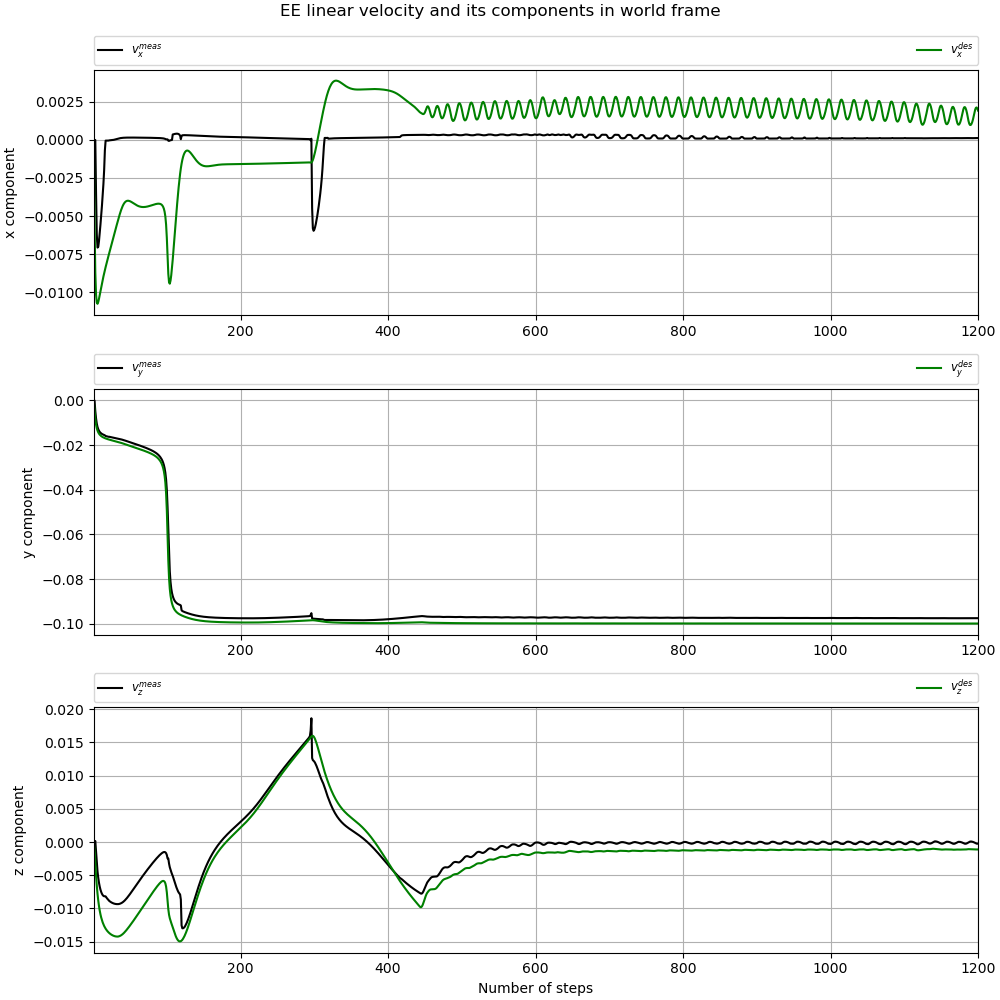 EE linear velocity and its components in world frame
v_x^{meas} v_x^{des}
0.0025
0.0000
−0.0025
−0.0050
−0.0075
−0.0100
x component
200 400 600 800 1000 1200
v_y^{meas} v_y^{des}
0.00
−0.02
−0.04
−0.06
−0.08
−0.10
y component
200 400 600 800 1000 1200
v_z^{meas} v_z^{des}
0.020
0.015
0.010
0.005
0.000
−0.005
−0.010
−0.015
z component
200 400 600 800 1000 1200
Number of steps